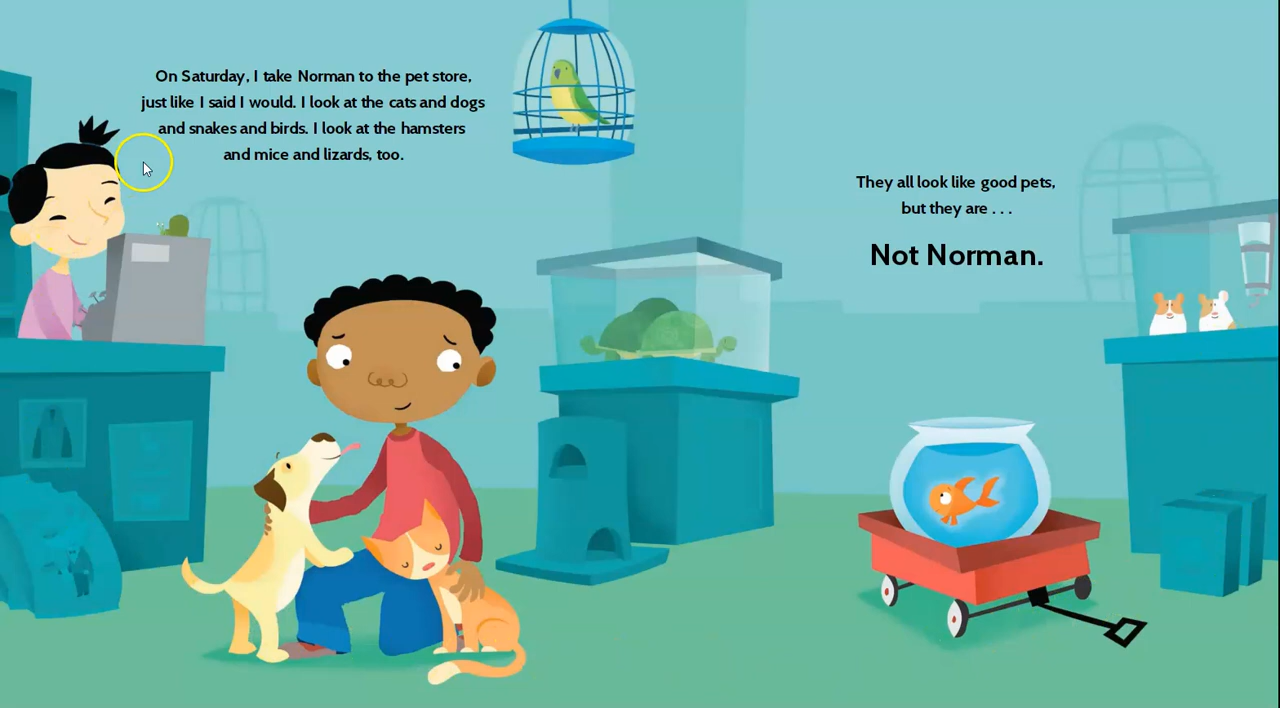 On Saturday, I take Norman to the pet store,
just like I said I would. I look at the cats and dogs
and snakes and birds. I look at the hamsters
and mice and lizards, too.
They all look like good pets,
but they are . . .
Not Norman.